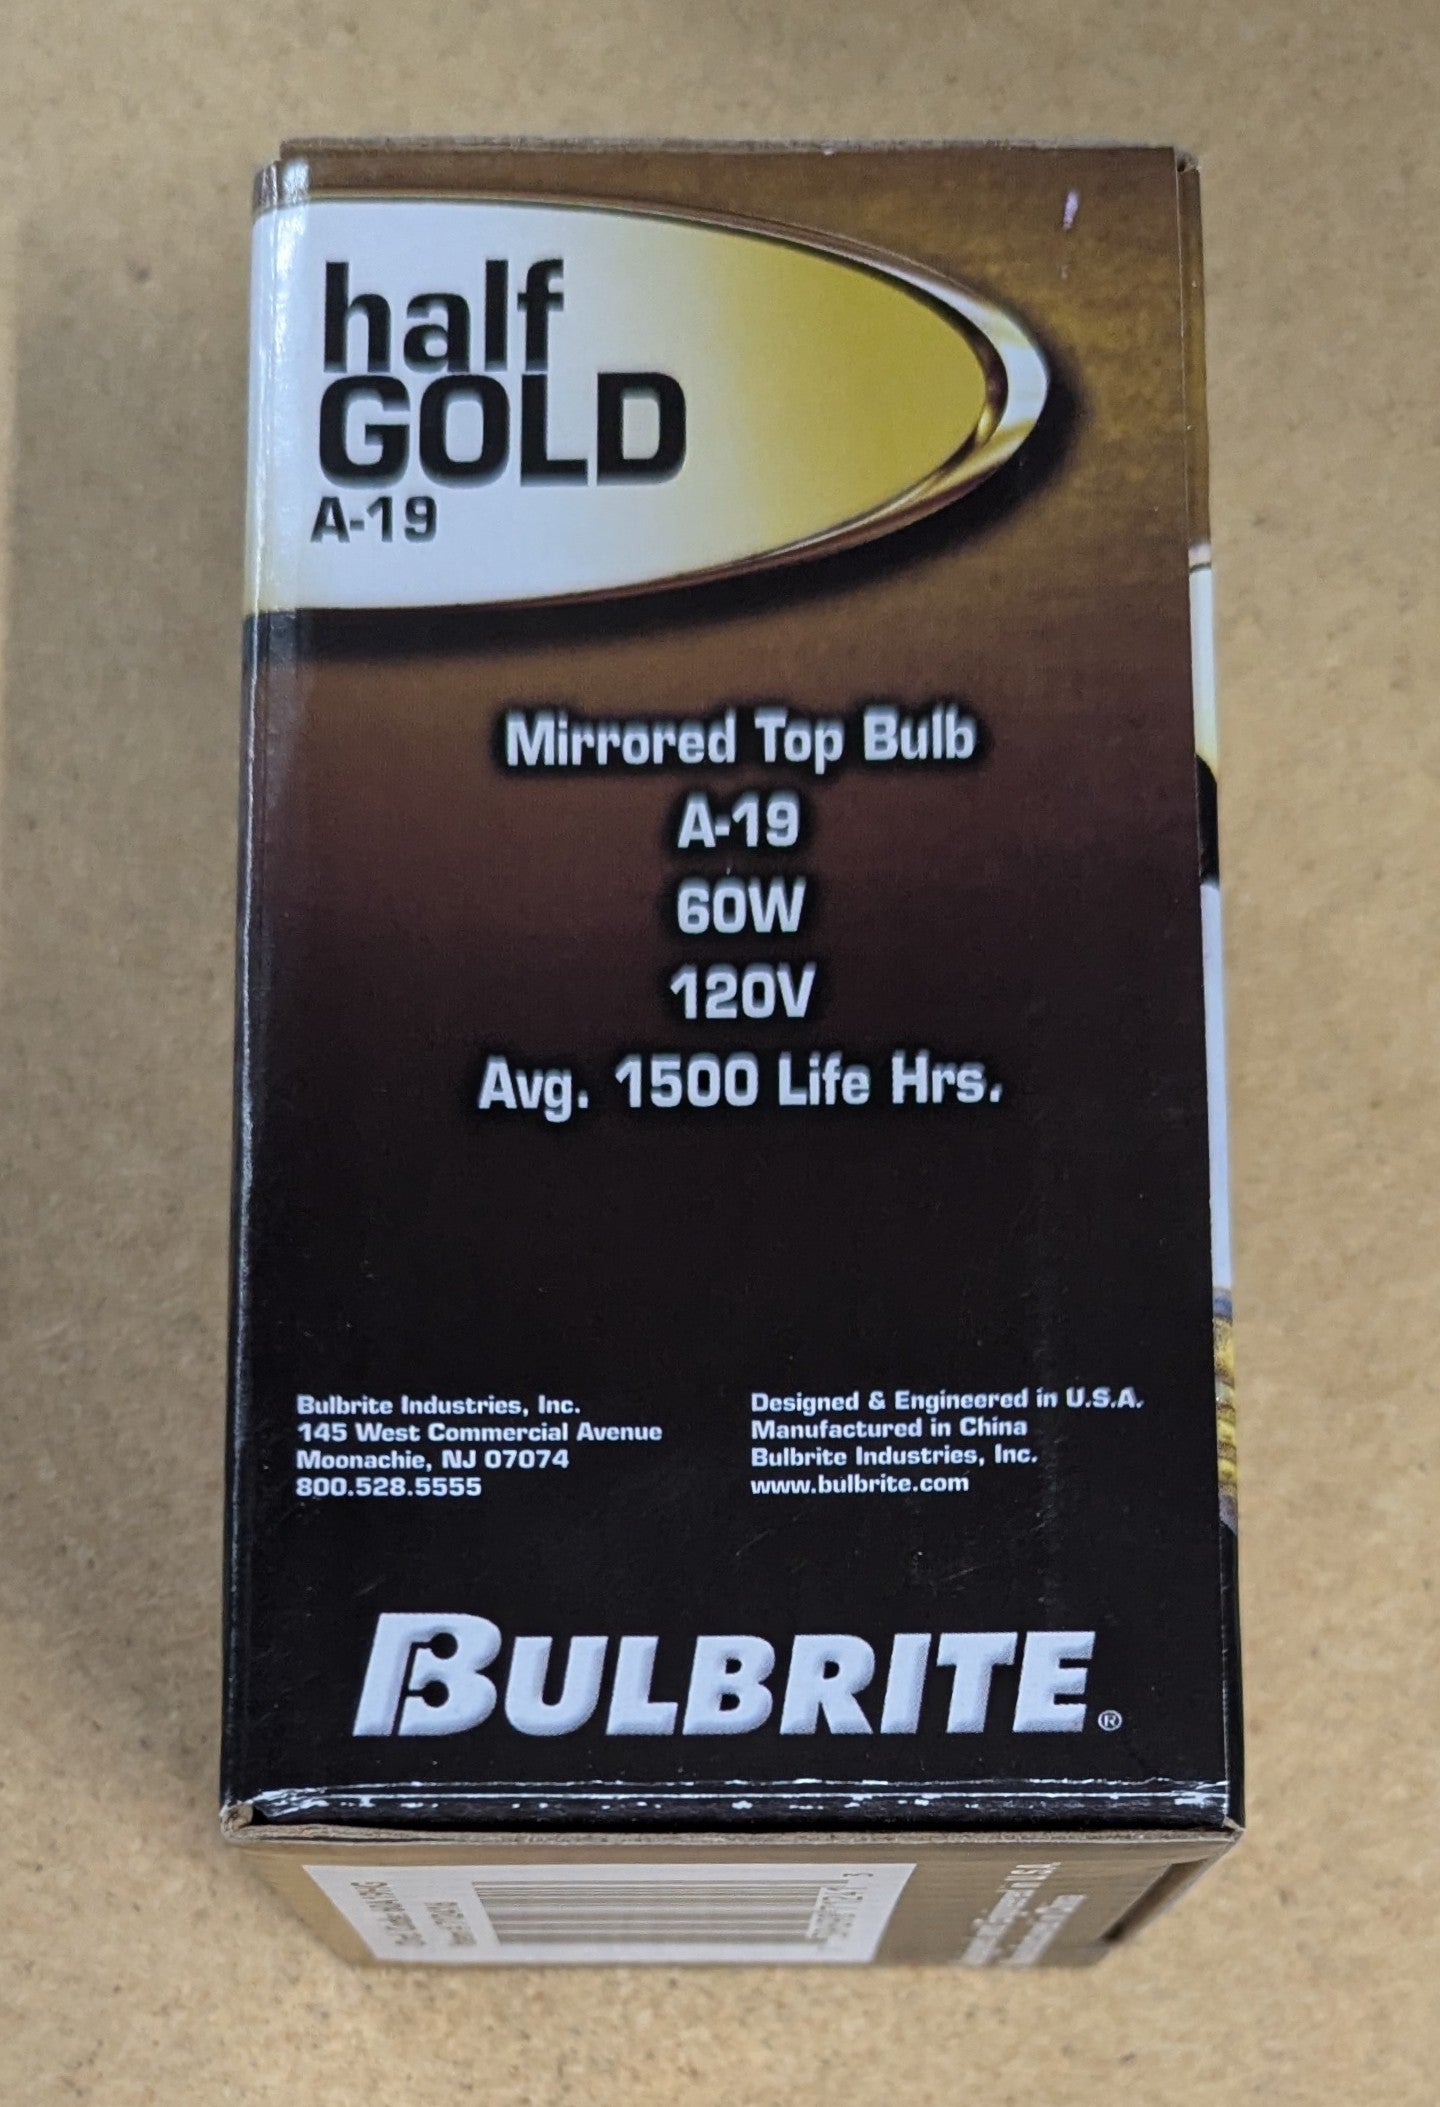 half
GOLD
A-19
Mirrored Top Bulb
A-19
60W
120V
Avg. 1500 Life Hrs.
Bulbrite Industries, Inc.
145 West Commercial Avenue
Moonachie, NJ 07074
800.528.5555
Designed & Engineered in U.S.A.
Manufactured in China
Bulbrite Industries, Inc.
www.bulbrite.com
BULBRITE®